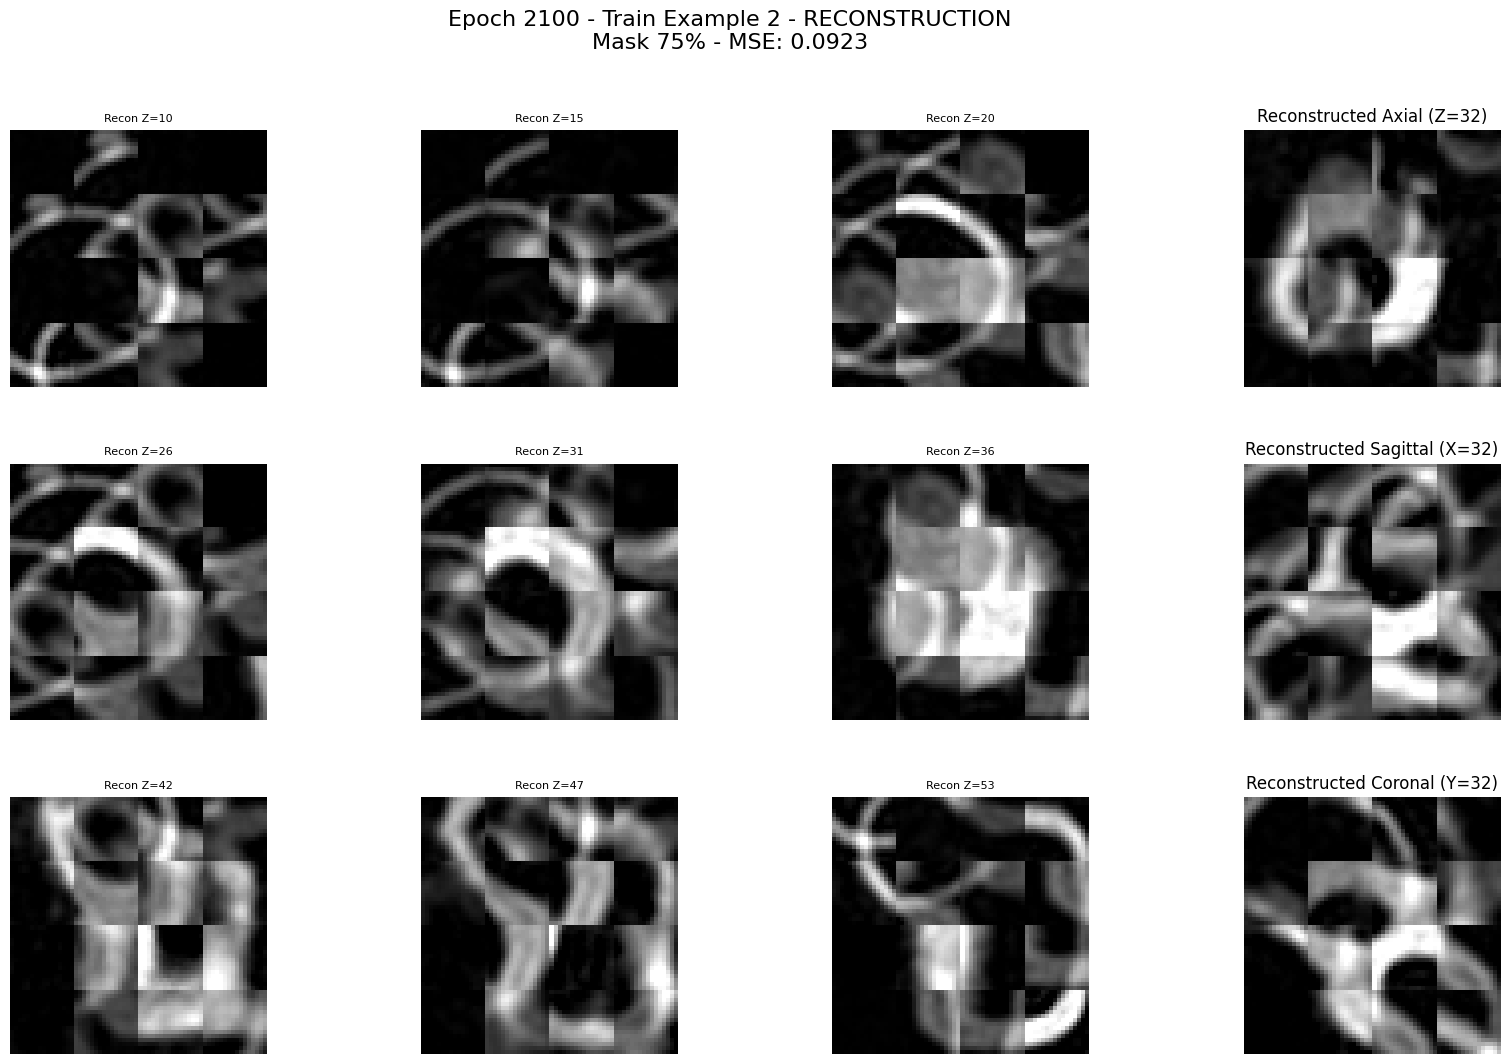 Epoch 2100 - Train Example 2 - RECONSTRUCTION
Mask 75% - MSE: 0.0923
Recon Z=10
Recon Z=15
Recon Z=20
Reconstructed Axial (Z=32)
Recon Z=26
Recon Z=31
Recon Z=36
Reconstructed Sagittal (X=32)
Recon Z=42
Recon Z=47
Recon Z=53
Reconstructed Coronal (Y=32)